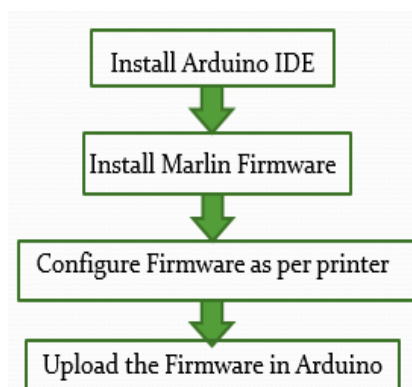 Install Arduino IDE
Install Marlin Firmware
Configure Firmware as per printer
Upload the Firmware in Arduino